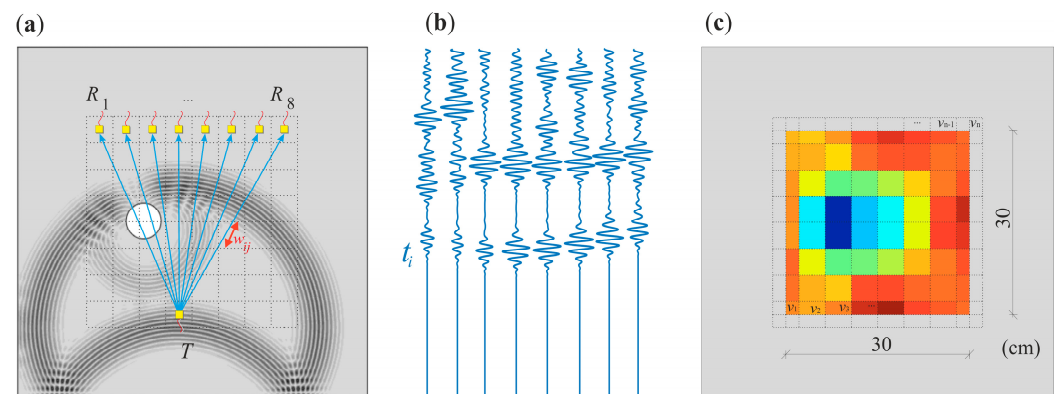 (a)
R1
...
R8
wij
T
(b)
ti
(c)
... vn-1 vn
v1 v2 v3 ...
30
30
(cm)